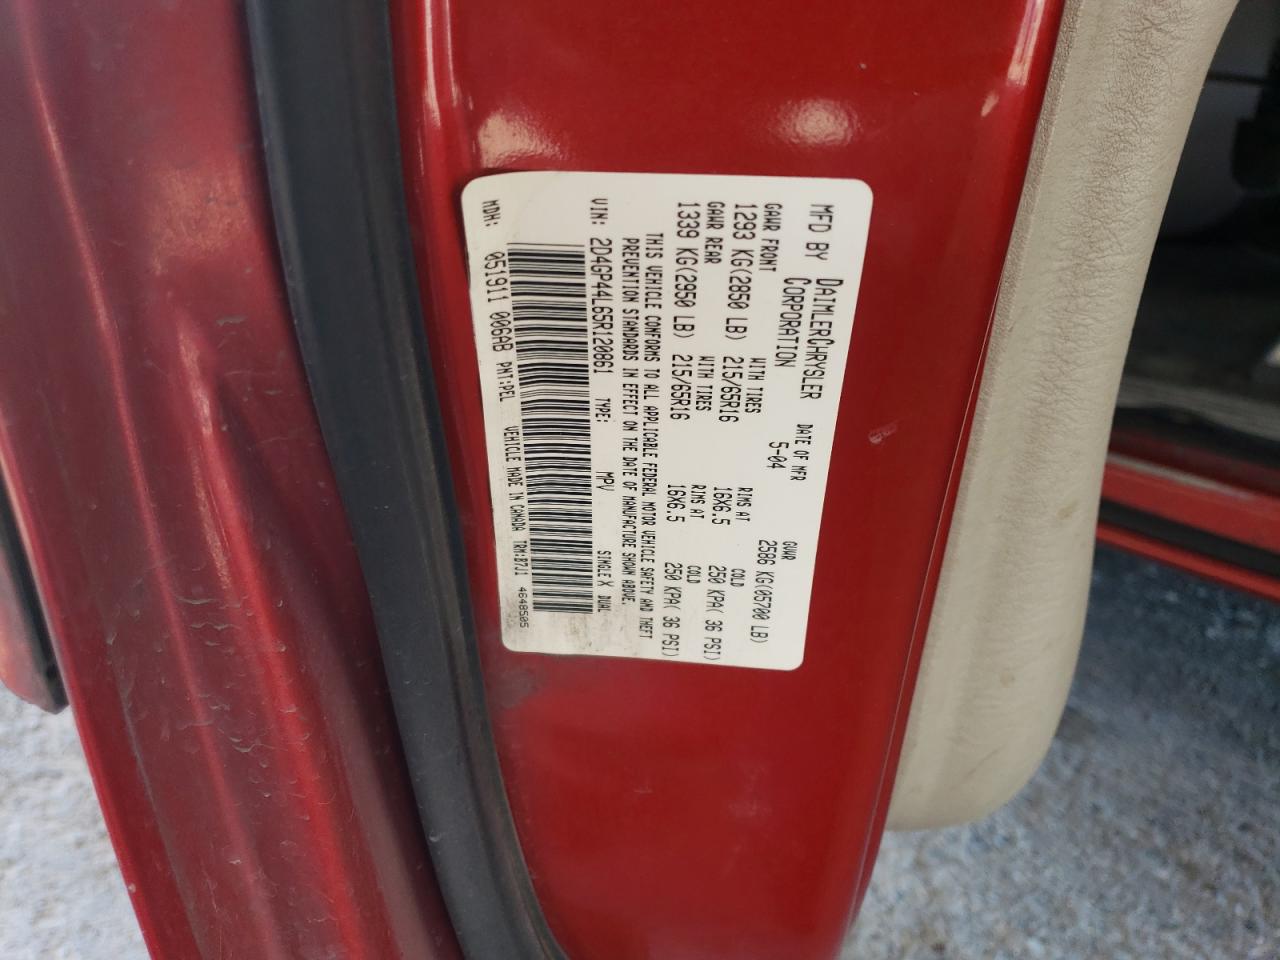 MFD BY DAIMLERCHRYSLER CORPORATION
DATE OF MFR 5-04
GVWR 2586 KG(05700 LB)
GAWR FRONT WITH TIRES RIMS AT COLD
1293 KG(2850 LB) 215/65R16 16X6.5 250 KPA( 36 PSI)
GAWR REAR WITH TIRES RIMS AT COLD
1339 KG(2950 LB) 215/65R16 16X6.5 250 KPA( 36 PSI)
THIS VEHICLE CONFORMS TO ALL APPLICABLE FEDERAL MOTOR VEHICLE SAFETY AND THEFT
PREVENTION STANDARDS IN EFFECT ON THE DATE OF MANUFACTURE SHOWN ABOVE.
VIN: 2D4GP44L65R120861 TYPE: MPV SINGLE X DUAL
MDH: 051911 006AB PNT:PEL VEHICLE MADE IN CANADA TRM:B7J1 4648505